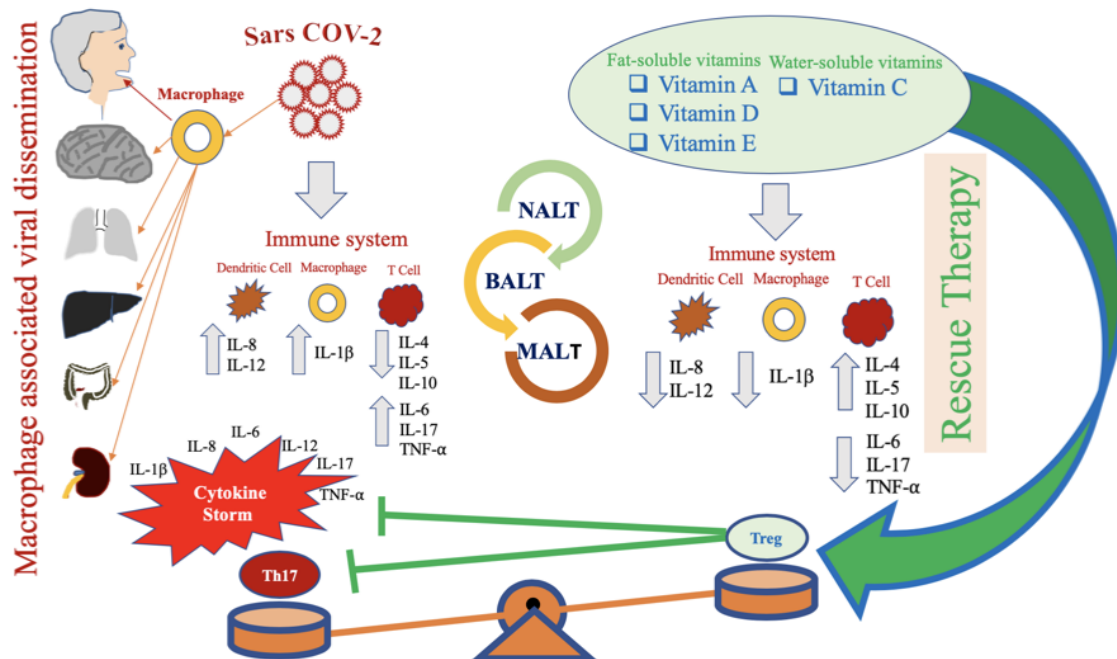 Macrophage associated viral dissemination
Sars COV-2
Macrophage
Immune system
Dendritic Cell
Macrophage
T Cell
IL-8
IL-12
IL-1β
IL-4
IL-5
IL-10
IL-6
IL-17
TNF-α
IL-1β
IL-8
IL-6
IL-12
IL-17
TNF-α
Cytokine
Storm
Th17
NALT
BALT
MALT
Fat-soluble vitamins
Vitamin A
Vitamin D
Vitamin E
Water-soluble vitamins
Vitamin C
Immune system
Dendritic Cell
Macrophage
T Cell
IL-8
IL-12
IL-1β
IL-4
IL-5
IL-10
IL-6
IL-17
TNF-α
Treg
Rescue Therapy